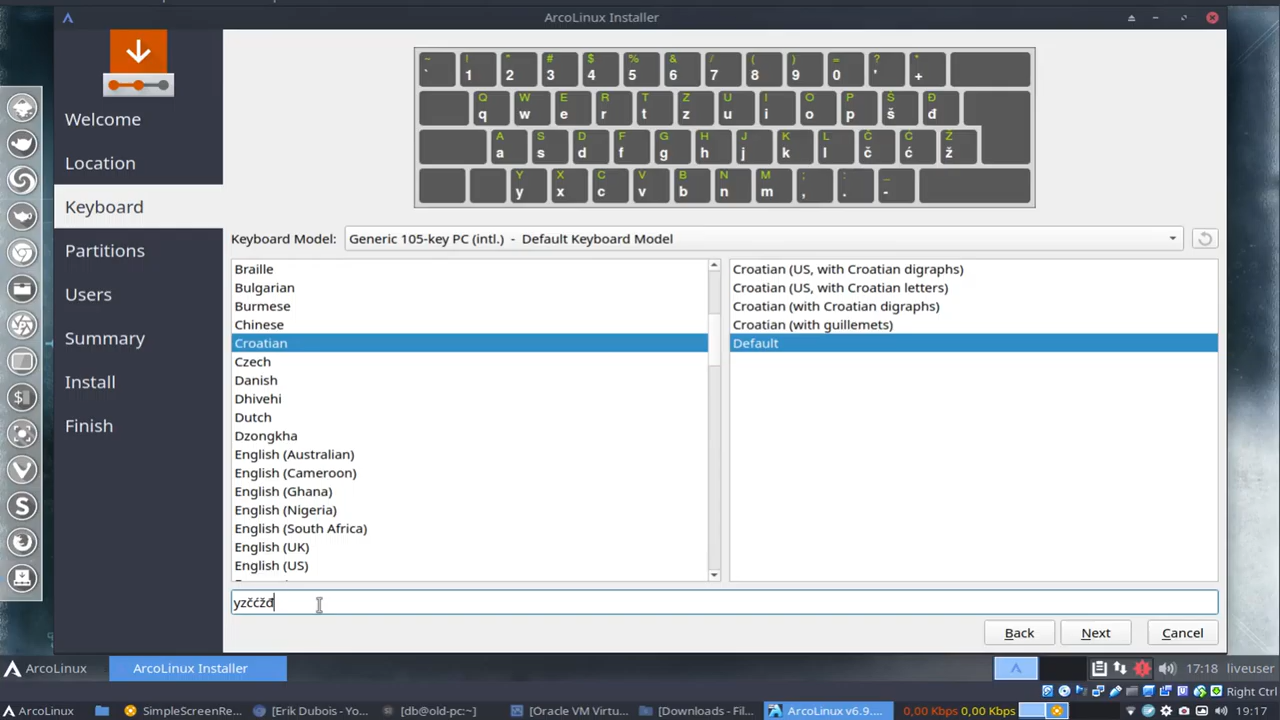 ArcoLinux Installer
Welcome
Location
Keyboard
Partitions
Users
Summary
Install
Finish
~ ! " # $ % & / ( ) = ? *
` 1 2 3 4 5 6 7 8 9 0 ' +
Q W E R T Z U I O P Š Đ
q w e r t z u i o p š đ
A S D F G H J K L Č Ć Ž
a s d f g h j k l č ć ž
Y X C V B N M ; : _
y x c v b n m , . -
Keyboard Model: Generic 105-key PC (intl.) - Default Keyboard Model
Braille
Bulgarian
Burmese
Chinese
Croatian
Czech
Danish
Dhivehi
Dutch
Dzongkha
English (Australian)
English (Cameroon)
English (Ghana)
English (Nigeria)
English (South Africa)
English (UK)
English (US)
Croatian (US, with Croatian digraphs)
Croatian (US, with Croatian letters)
Croatian (with Croatian digraphs)
Croatian (with guillemets)
Default
yzčćžđ
Back Next Cancel
ArcoLinux ArcoLinux Installer 17:18 liveuser
Right Ctrl
ArcoLinux SimpleScreenRe... [Erik Dubois - Yo... [db@old-pc:~] [Oracle VM Virtu... [Downloads - Fil... ArcoLinux v6.9.... 0,00 Kbps 0,00 Kbps 19:17